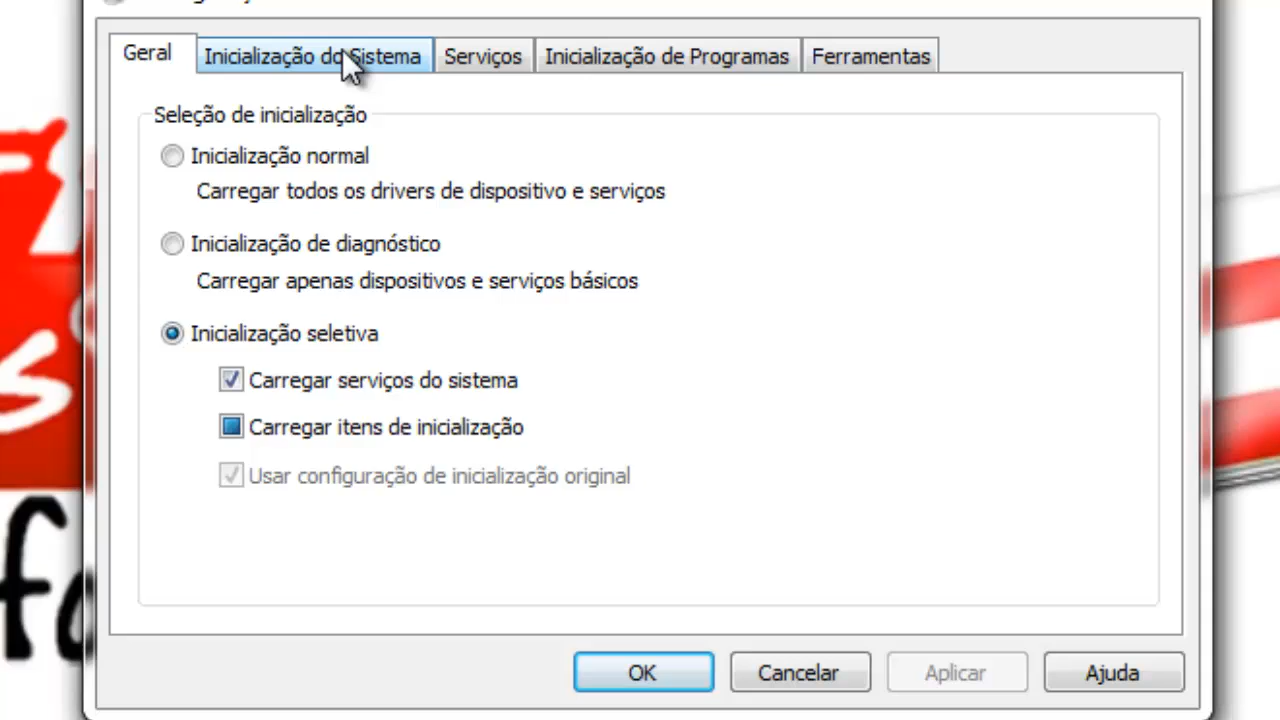 Geral
Inicialização do Sistema
Serviços
Inicialização de Programas
Ferramentas
Seleção de inicialização
Inicialização normal
Carregar todos os drivers de dispositivo e serviços
Inicialização de diagnóstico
Carregar apenas dispositivos e serviços básicos
Inicialização seletiva
Carregar serviços do sistema
Carregar itens de inicialização
Usar configuração de inicialização original
OK
Cancelar
Aplicar
Ajuda